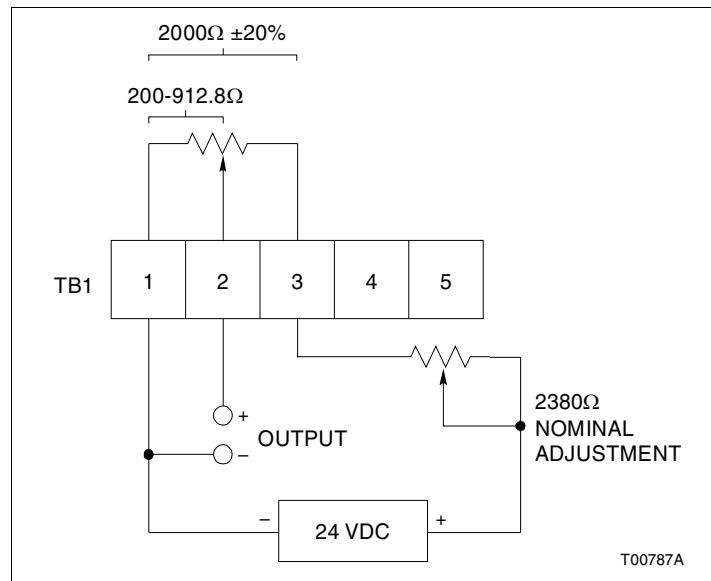 2000Ω ±20%
200-912.8Ω
TB1
1 2 3 4 5
+
OUTPUT
–
2380Ω
NOMINAL
ADJUSTMENT
– 24 VDC +
T00787A